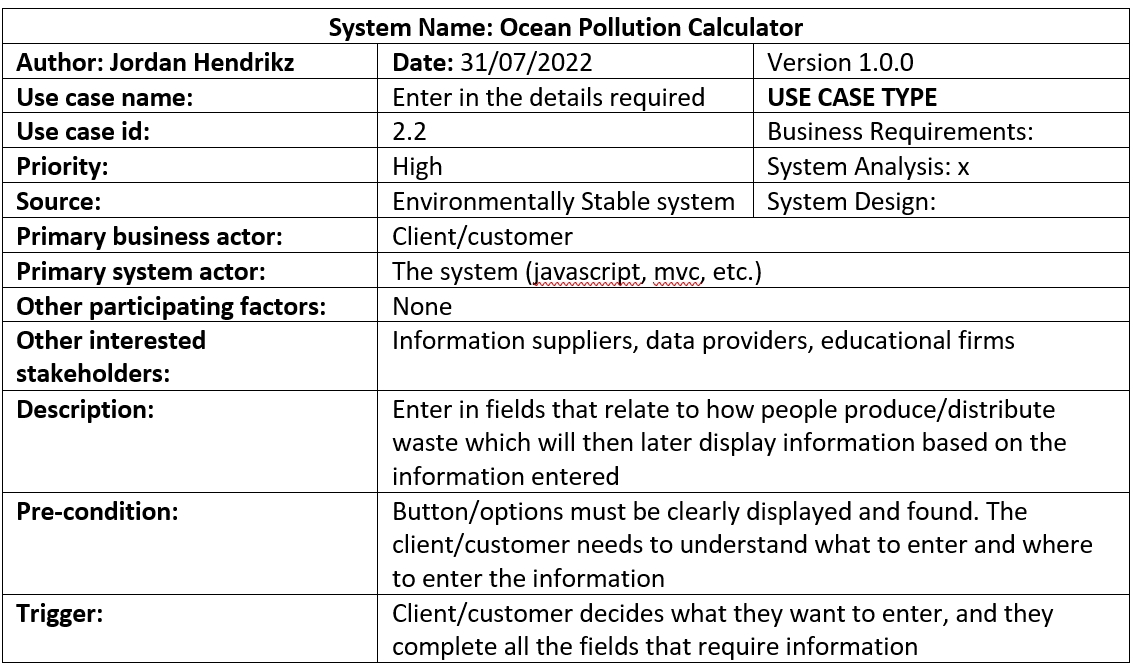 System Name: Ocean Pollution Calculator
Author: Jordan Hendrikz
Date: 31/07/2022
Version 1.0.0
Use case name:
Enter in the details required
USE CASE TYPE
Use case id:
2.2
Business Requirements:
Priority:
High
System Analysis: x
Source:
Environmentally Stable system
System Design:
Primary business actor:
Client/customer
Primary system actor:
The system (javascript, mvc, etc.)
Other participating factors:
None
Other interested
stakeholders:
Information suppliers, data providers, educational firms
Description:
Enter in fields that relate to how people produce/distribute
waste which will then later display information based on the
information entered
Pre-condition:
Button/options must be clearly displayed and found. The
client/customer needs to understand what to enter and where
to enter the information
Trigger:
Client/customer decides what they want to enter, and they
complete all the fields that require information